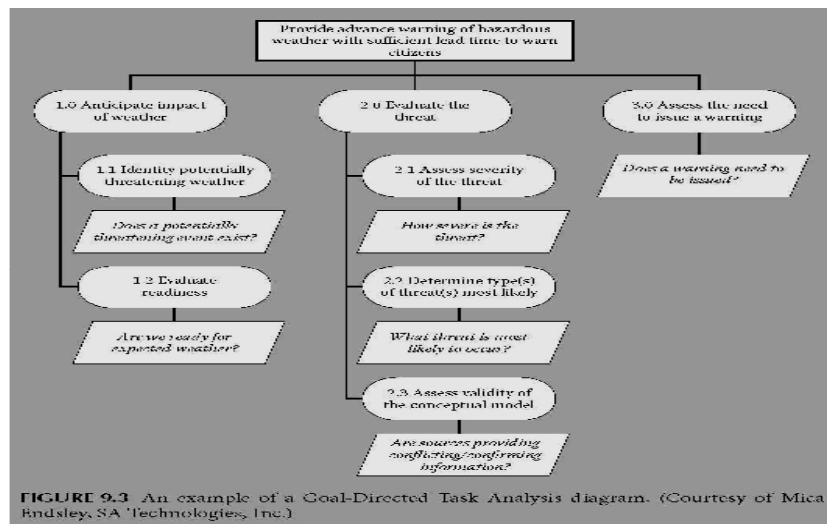 Provide advance warning of hazardous
weather with sufficient lead time to warn
citizens
1.0 Anticipate impact
of weather
2.0 Evaluate the
threat
3.0 Assess the need
to issue a warning
1.1 Identity potentially
threatening weather
2.1 Assess severity
of the threat
Does a warning need to
be issued?
Does a potentially
threatening event exist?
How severe is the
threat?
1.2 Evaluate
readiness
2.2 Determine type(s)
of threat(s) most likely
Are we ready for
expected weather?
What threat is most
likely to occur?
2.3 Assess validity
of the conceptual model
Are sources providing
conflicting/confirming
information?
FIGURE 9.3 An example of a Goal-Directed Task Analysis diagram. (Courtesy of Mica
Endsley, SA Technologies, Inc.)